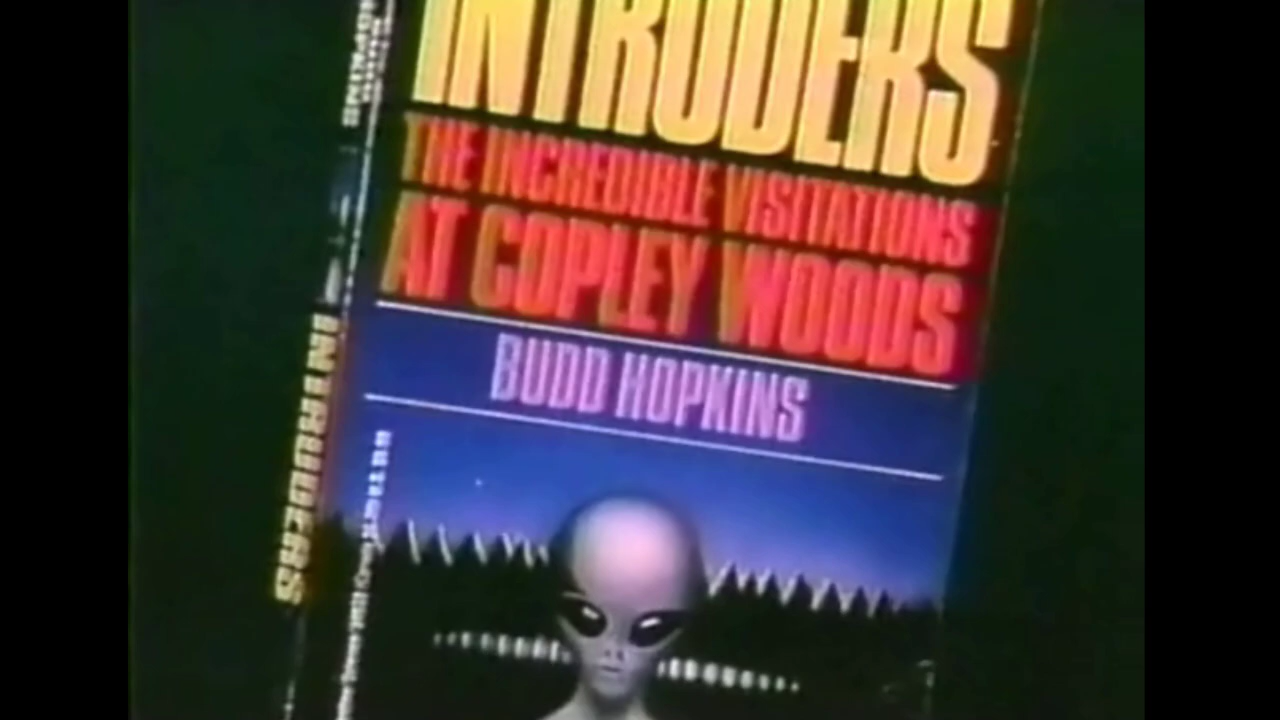 INTRUDERS
THE INCREDIBLE VISITATIONS
AT COPLEY WOODS
BUDD HOPKINS
INTRUDERS